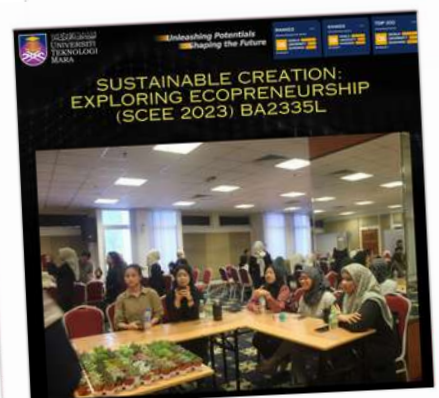 UNIVERSITI
TEKNOLOGI
MARA
Unleashing Potentials
Shaping the Future
SUSTAINABLE CREATION:
EXPLORING ECOPRENEURSHIP
(SCEE 2023) BA2335L